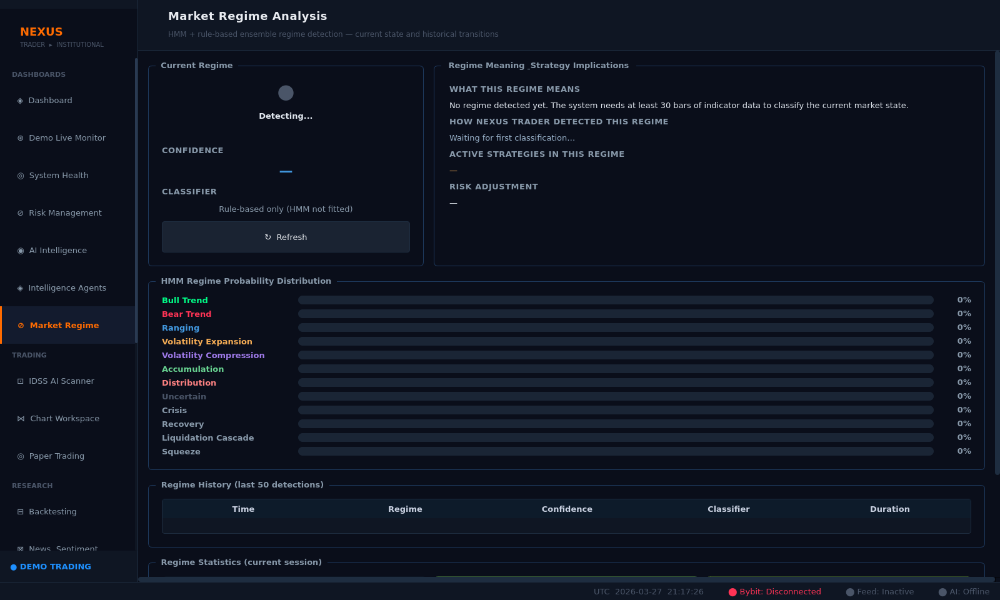 NEXUS
TRADER ▸ INSTITUTIONAL
DASHBOARDS
◈ Dashboard
⊛ Demo Live Monitor
◎ System Health
⊘ Risk Management
◉ AI Intelligence
◈ Intelligence Agents
⊘ Market Regime
TRADING
⊡ IDSS AI Scanner
⋈ Chart Workspace
◎ Paper Trading
RESEARCH
⊟ Backtesting
⊠ News_Sentiment
● DEMO TRADING
Market Regime Analysis
HMM + rule-based ensemble regime detection — current state and historical transitions
Current Regime
Detecting...
CONFIDENCE
—
CLASSIFIER
Rule-based only (HMM not fitted)
↻ Refresh
Regime Meaning _Strategy Implications
WHAT THIS REGIME MEANS
No regime detected yet. The system needs at least 30 bars of indicator data to classify the current market state.
HOW NEXUS TRADER DETECTED THIS REGIME
Waiting for first classification…
ACTIVE STRATEGIES IN THIS REGIME
—
RISK ADJUSTMENT
—
HMM Regime Probability Distribution
Bull Trend 0%
Bear Trend 0%
Ranging 0%
Volatility Expansion 0%
Volatility Compression 0%
Accumulation 0%
Distribution 0%
Uncertain 0%
Crisis 0%
Recovery 0%
Liquidation Cascade 0%
Squeeze 0%
Regime History (last 50 detections)
Time Regime Confidence Classifier Duration
Regime Statistics (current session)
UTC 2026-03-27 21:17:26 ● Bybit: Disconnected ● Feed: Inactive ● AI: Offline